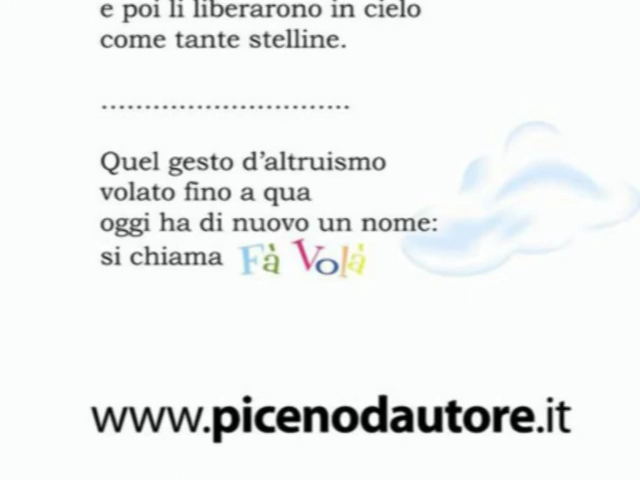 e poi li liberarono in cielo
come tante stelline.
............................
Quel gesto d'altruismo
volato fino a qua
oggi ha di nuovo un nome:
si chiama Fà Volà
www.picenodautore.it